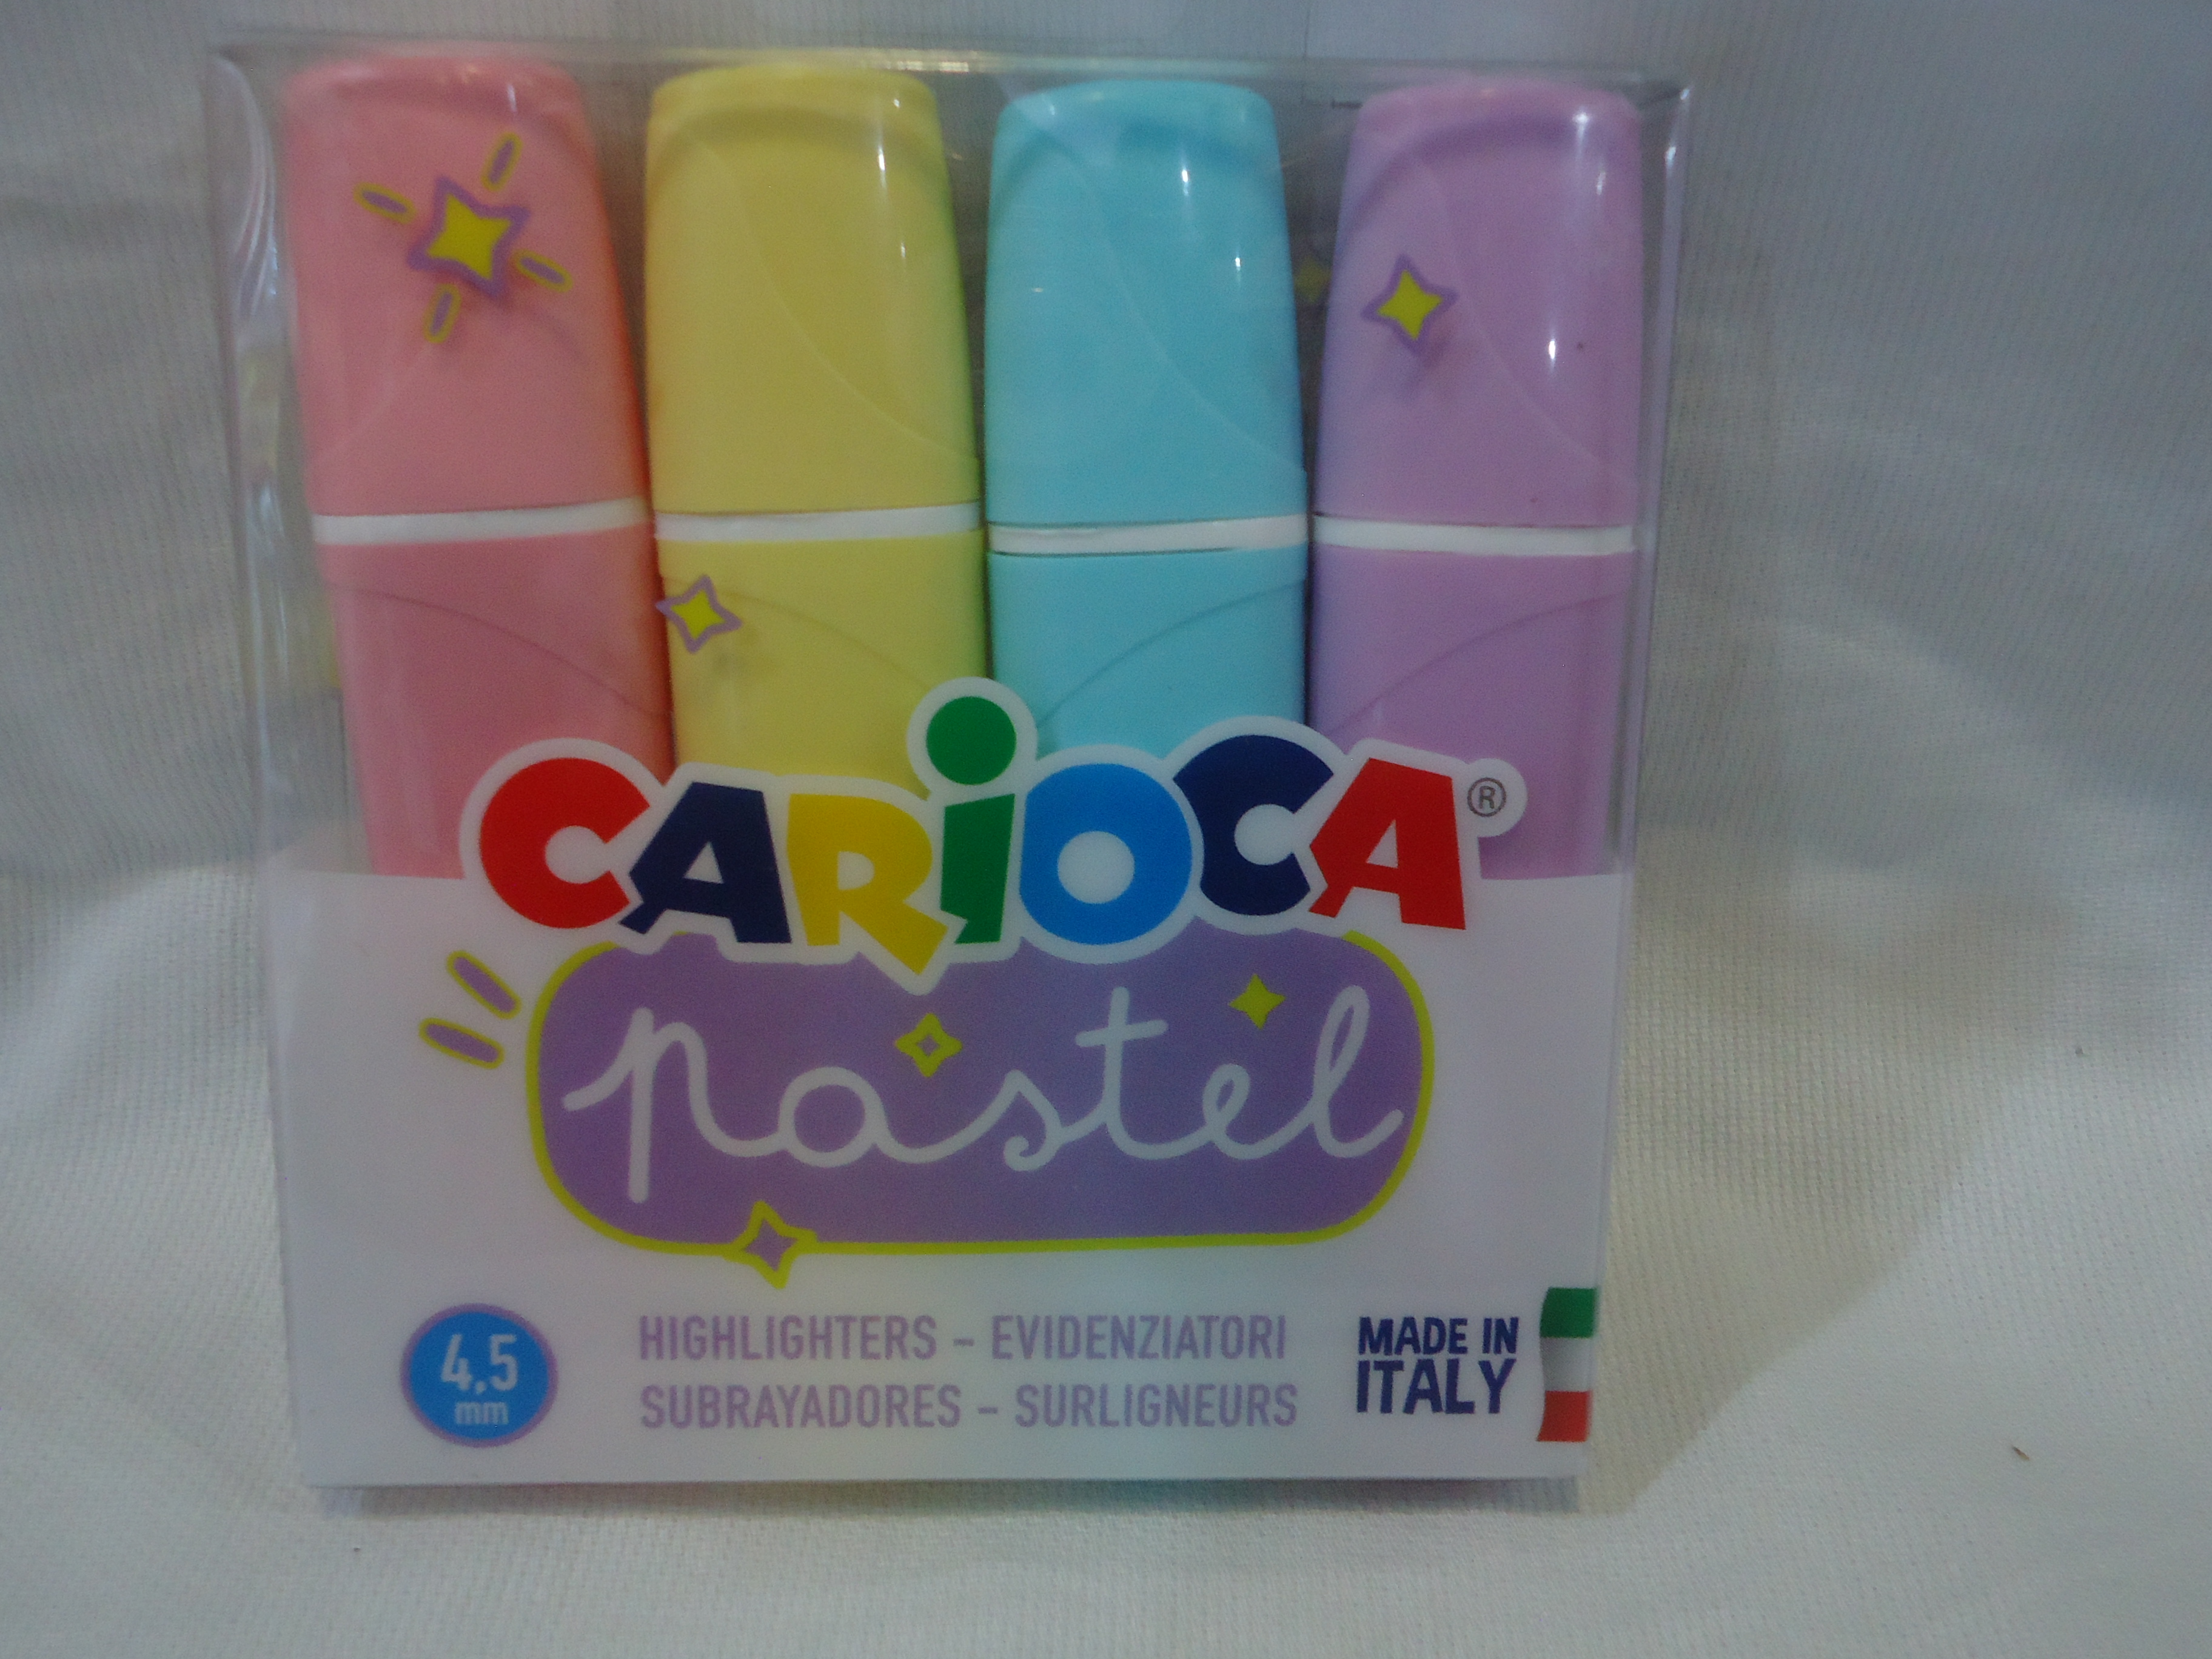 CARiOCA®
pastel
4,5
mm
HIGHLIGHTERS – EVIDENZIATORI
SUBRAYADORES – SURLIGNEURS
MADE IN
ITALY